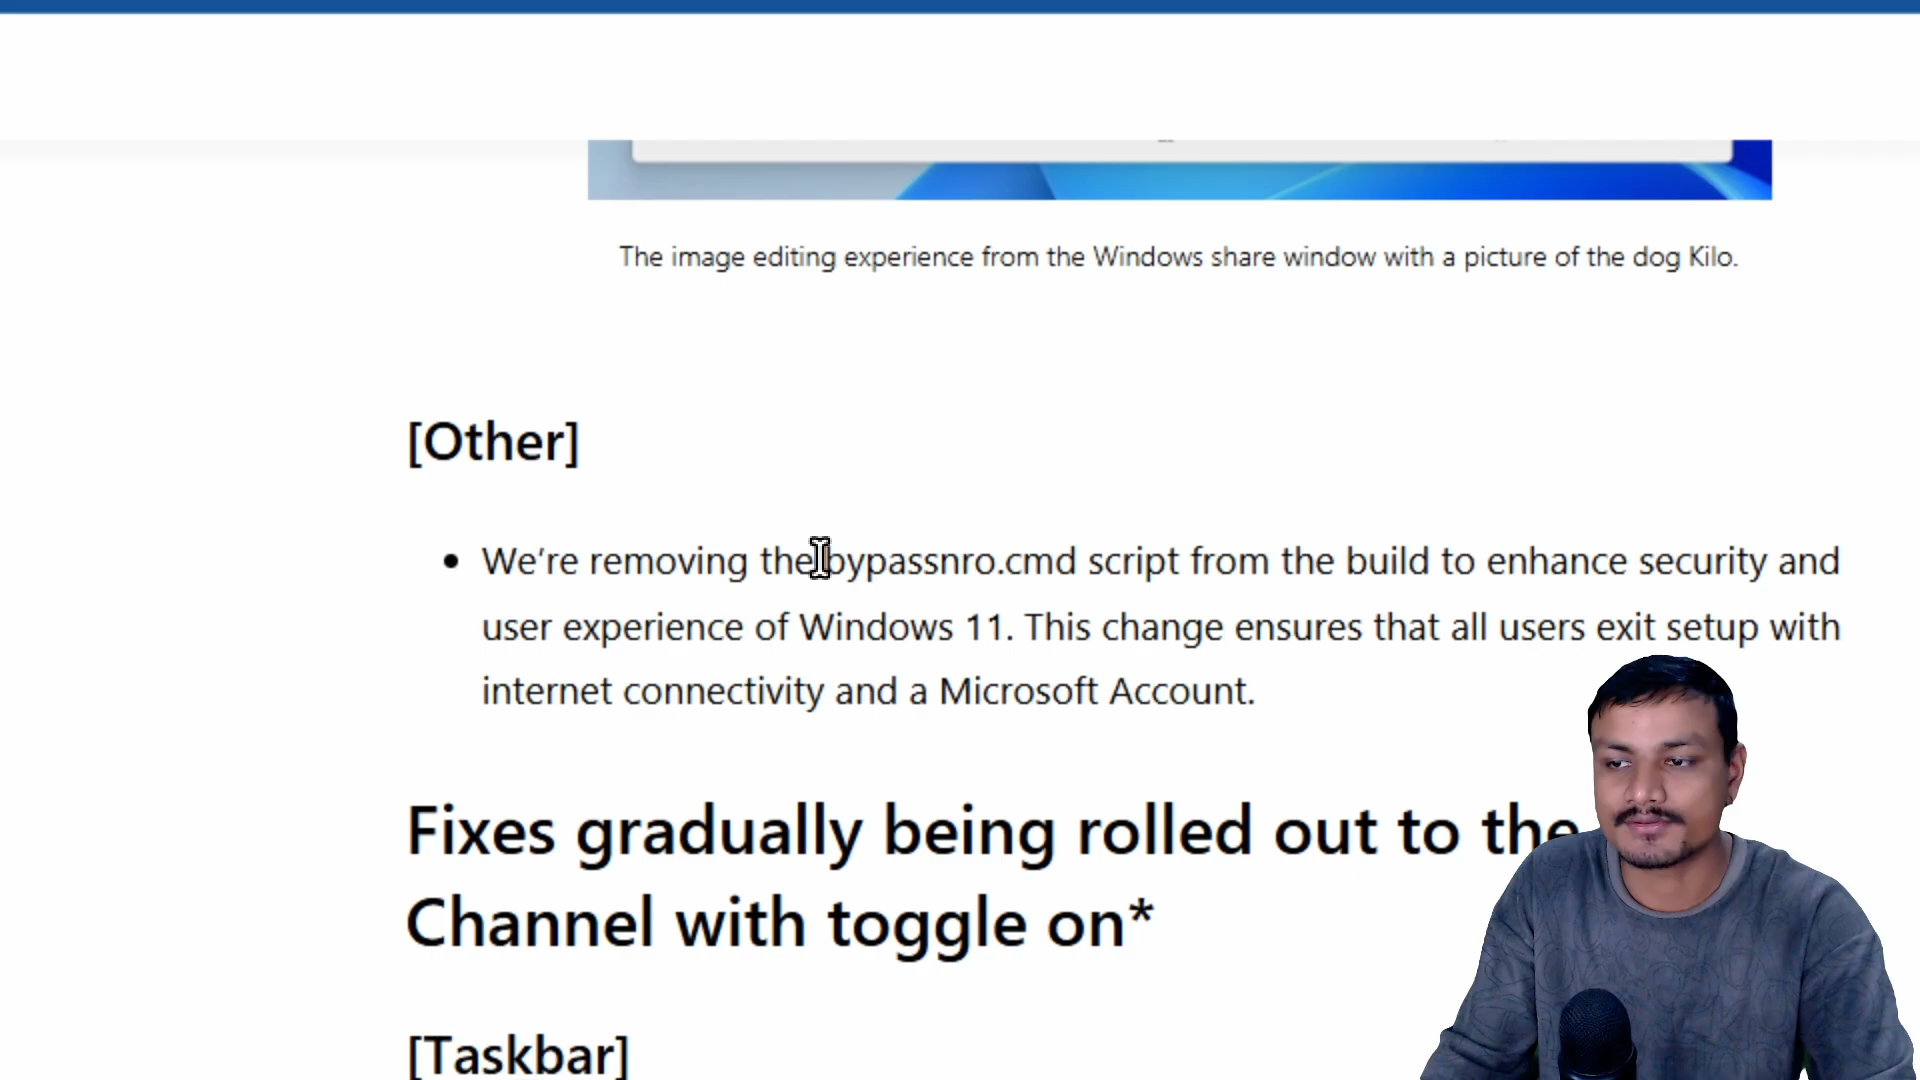 The image editing experience from the Windows share window with a picture of the dog Kilo.
[Other]
• We’re removing the bypassnro.cmd script from the build to enhance security and
user experience of Windows 11. This change ensures that all users exit setup with
internet connectivity and a Microsoft Account.
Fixes gradually being rolled out to the
Channel with toggle on*
[Taskbar]